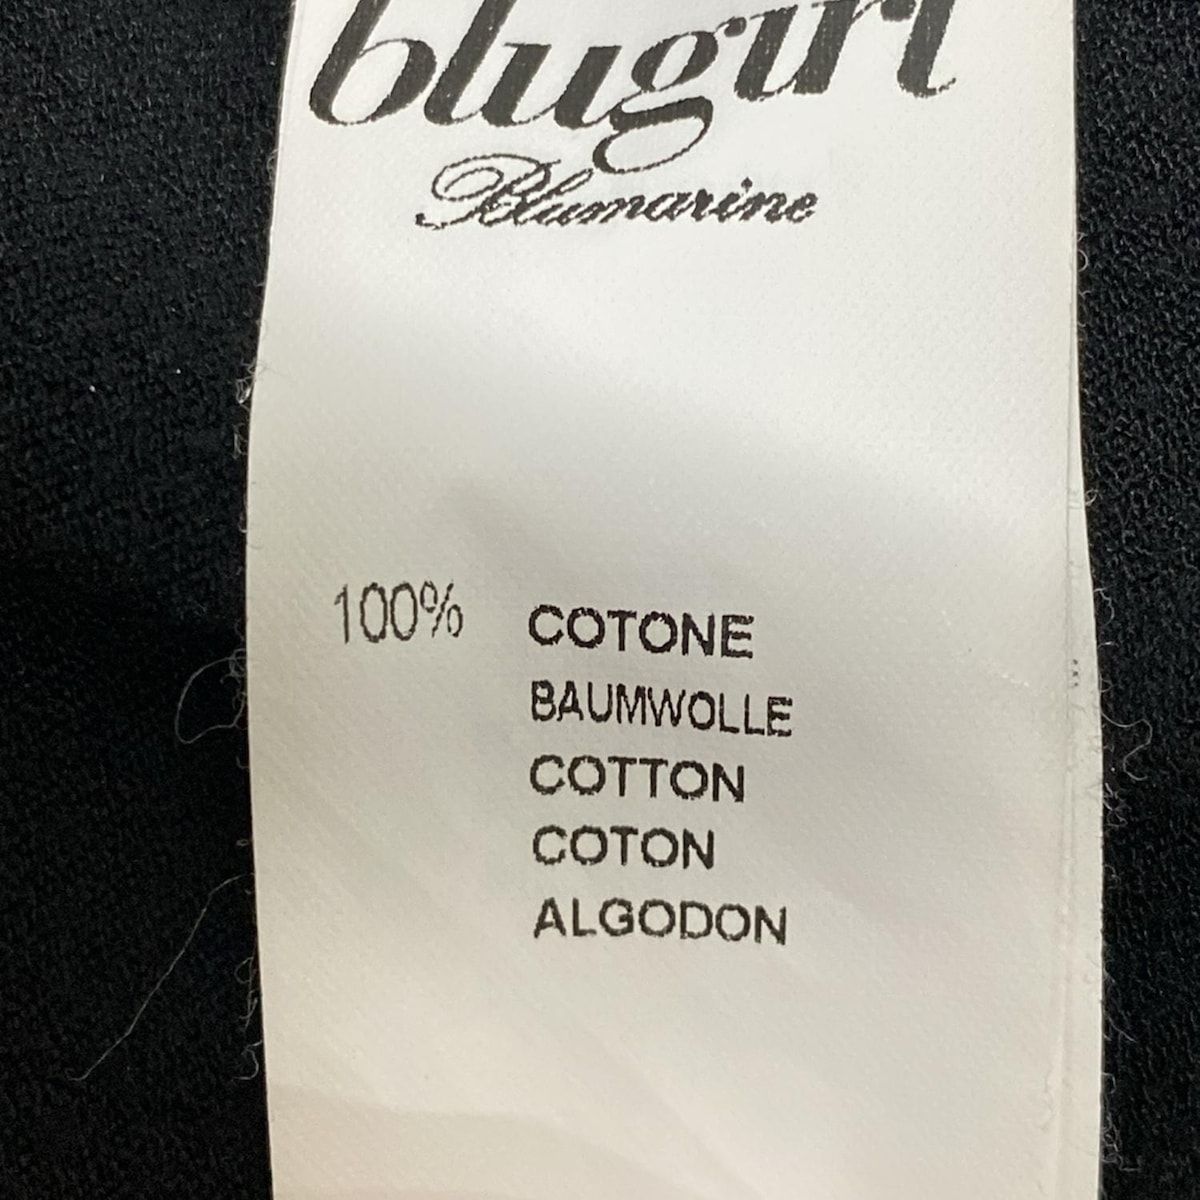 blugirl
Blumarine
100% COTONE
BAUMWOLLE
COTTON
COTON
ALGODON